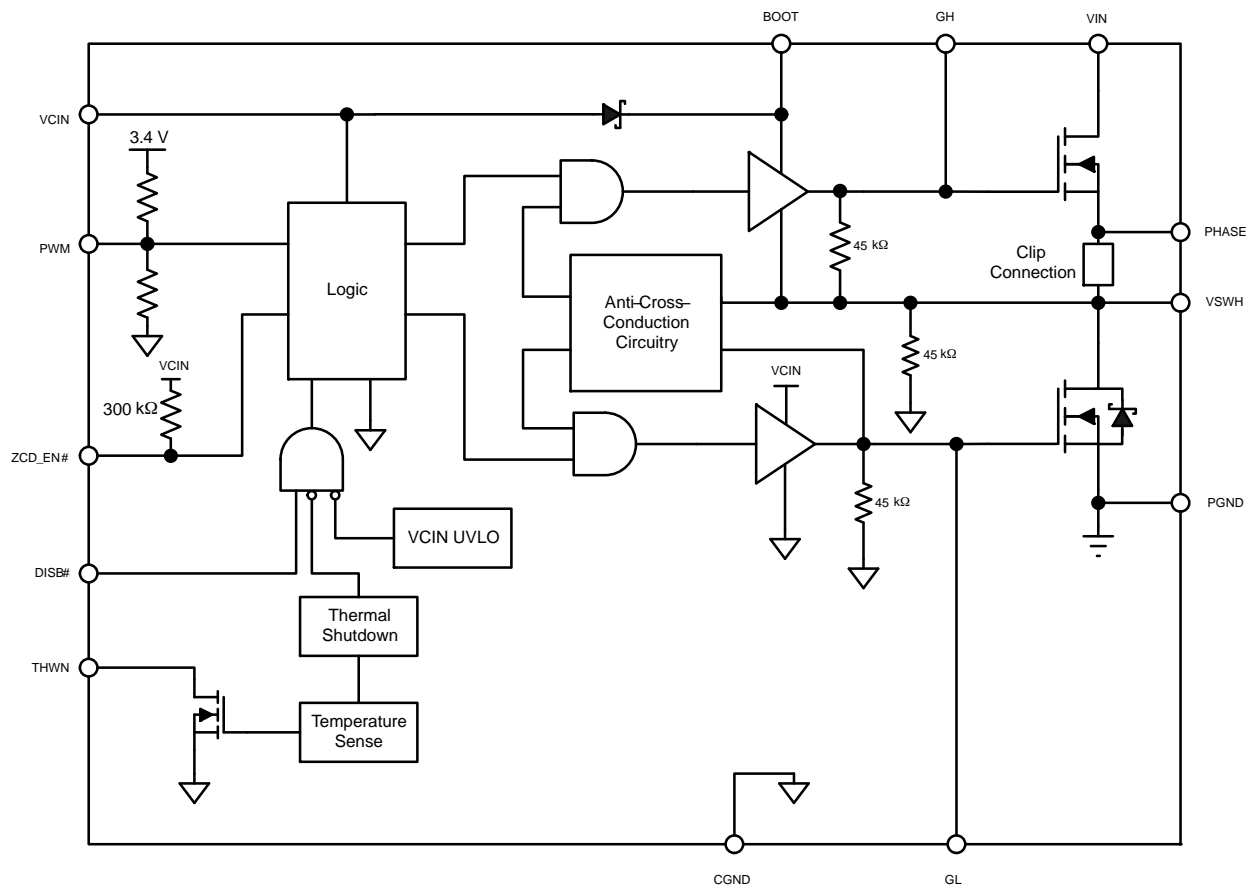 BOOT
GH
VIN
VCIN
3.4 V
PWM
Logic
45 kΩ
PHASE
Clip
Connection
Anti–Cross–
Conduction
Circuitry
VSWH
45 kΩ
VCIN
300 kΩ
VCIN
ZCD_EN#
45 kΩ
PGND
VCIN UVLO
DISB#
Thermal
Shutdown
THWN
Temperature
Sense
CGND
GL